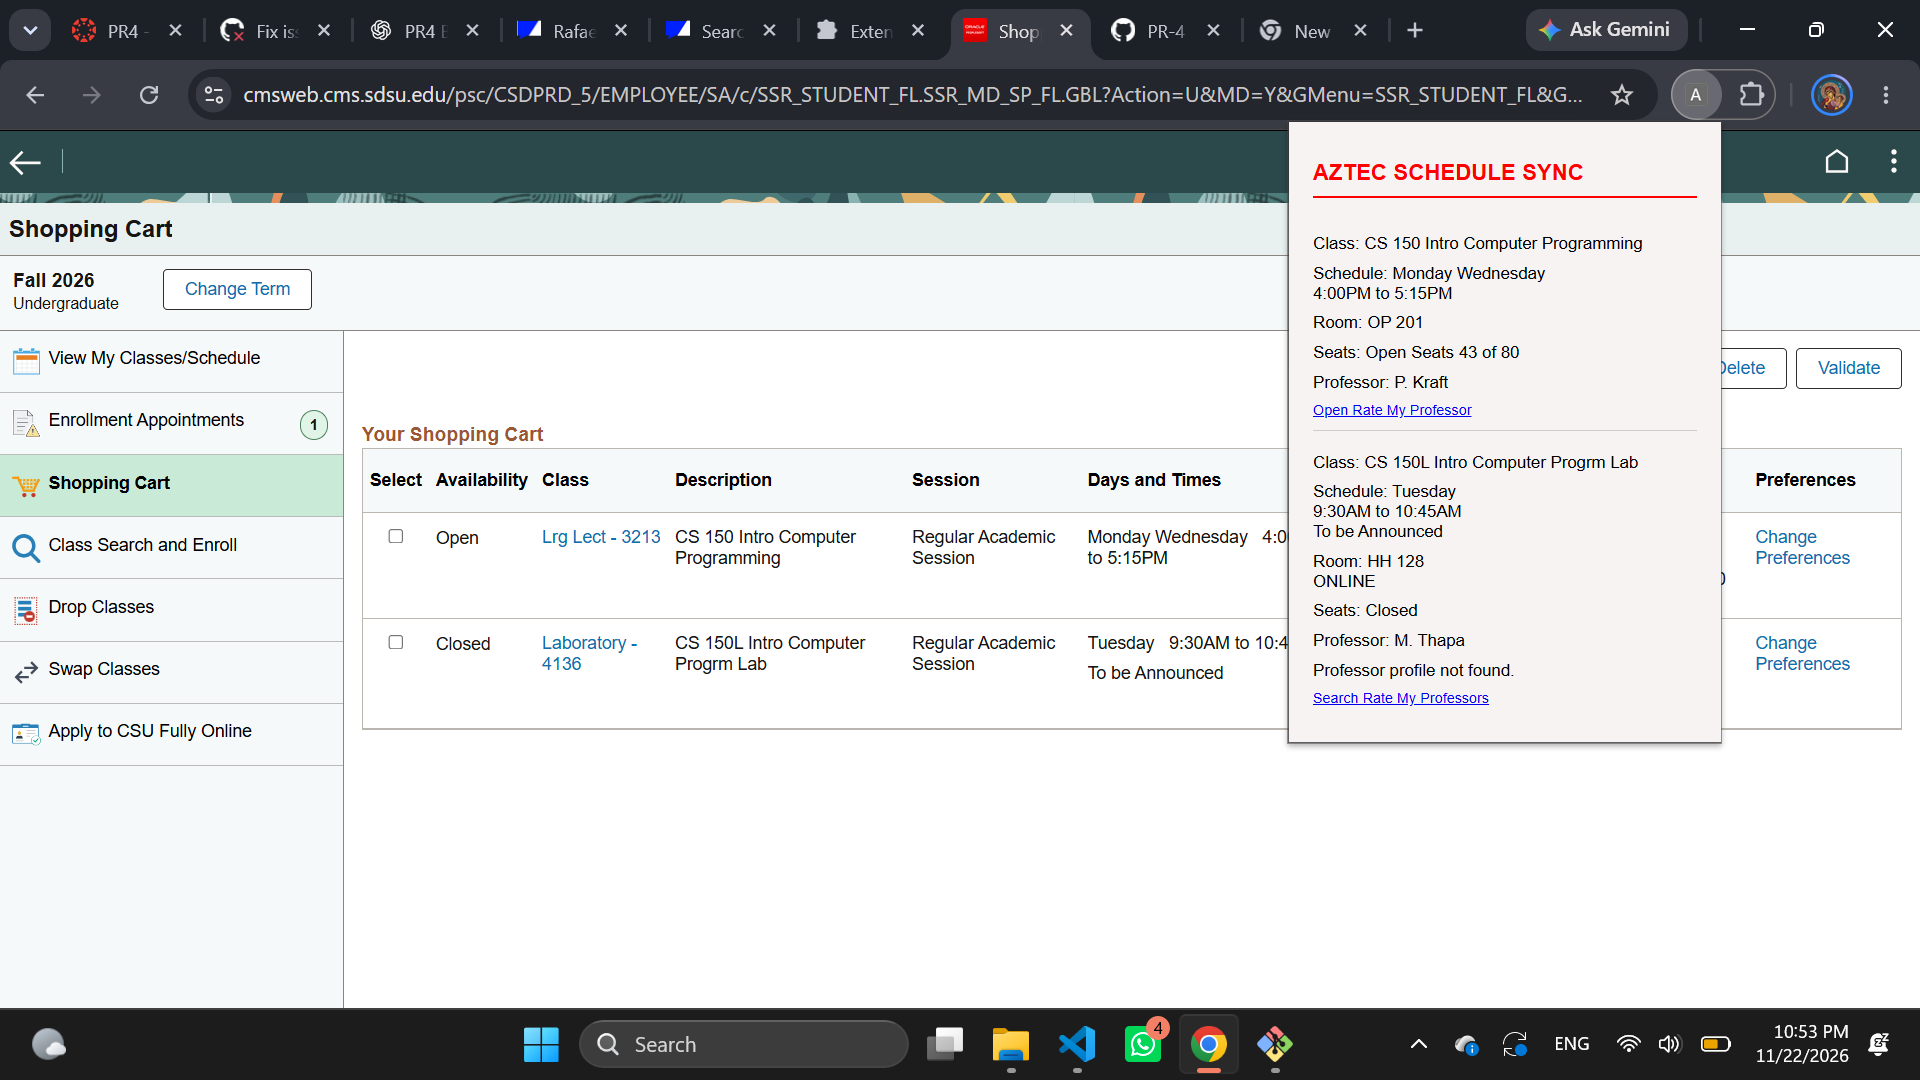 PR4 -
Fix iss
PR4 E
Rafae
Searc
Exten
Shop
PR-4
New
Ask Gemini
cmsweb.cms.sdsu.edu/psc/CSDPRD_5/EMPLOYEE/SA/c/SSR_STUDENT_FL.SSR_MD_SP_FL.GBL?Action=U&MD=Y&GMenu=SSR_STUDENT_FL&G...
A
Shopping Cart
Fall 2026
Undergraduate
Change Term
View My Classes/Schedule
Enrollment Appointments
1
Shopping Cart
Class Search and Enroll
Drop Classes
Swap Classes
Apply to CSU Fully Online
Delete
Validate
Your Shopping Cart
Select Availability Class Description Session Days and Times Preferences
Open
Lrg Lect - 3213
CS 150 Intro Computer
Programming
Regular Academic
Session
Monday Wednesday 4:0
to 5:15PM
Change
Preferences
Closed
Laboratory -
4136
CS 150L Intro Computer
Progrm Lab
Regular Academic
Session
Tuesday 9:30AM to 10:4
To be Announced
Change
Preferences
AZTEC SCHEDULE SYNC
Class: CS 150 Intro Computer Programming
Schedule: Monday Wednesday
4:00PM to 5:15PM
Room: OP 201
Seats: Open Seats 43 of 80
Professor: P. Kraft
Open Rate My Professor
Class: CS 150L Intro Computer Progrm Lab
Schedule: Tuesday
9:30AM to 10:45AM
To be Announced
Room: HH 128
ONLINE
Seats: Closed
Professor: M. Thapa
Professor profile not found.
Search Rate My Professors
Search
4
ENG
10:53 PM
11/22/2026